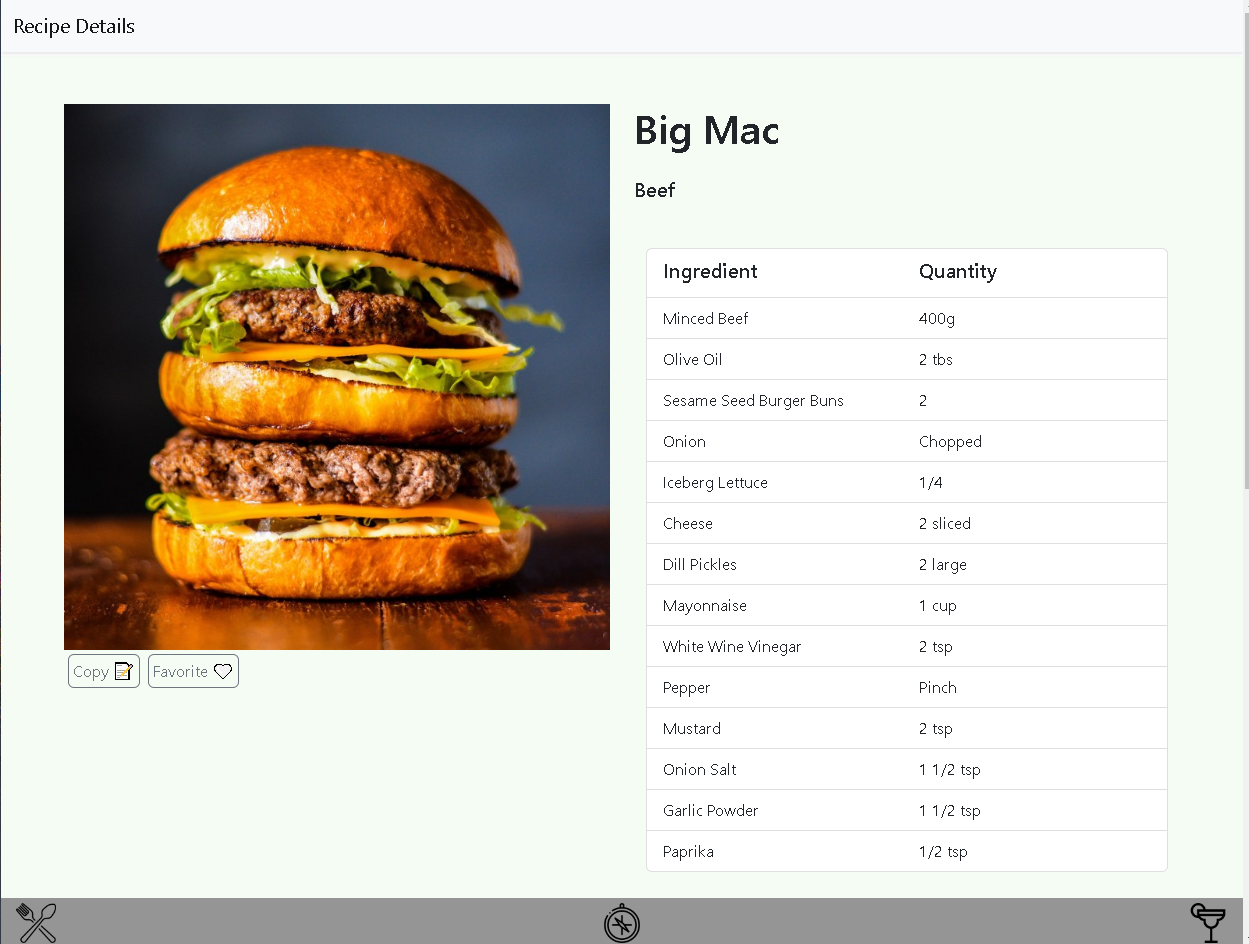 Recipe Details
Big Mac
Beef
Ingredient Quantity
Minced Beef 400g
Olive Oil 2 tbs
Sesame Seed Burger Buns 2
Onion Chopped
Iceberg Lettuce 1/4
Cheese 2 sliced
Dill Pickles 2 large
Mayonnaise 1 cup
White Wine Vinegar 2 tsp
Pepper Pinch
Mustard 2 tsp
Onion Salt 1 1/2 tsp
Garlic Powder 1 1/2 tsp
Paprika 1/2 tsp
Copy Favorite